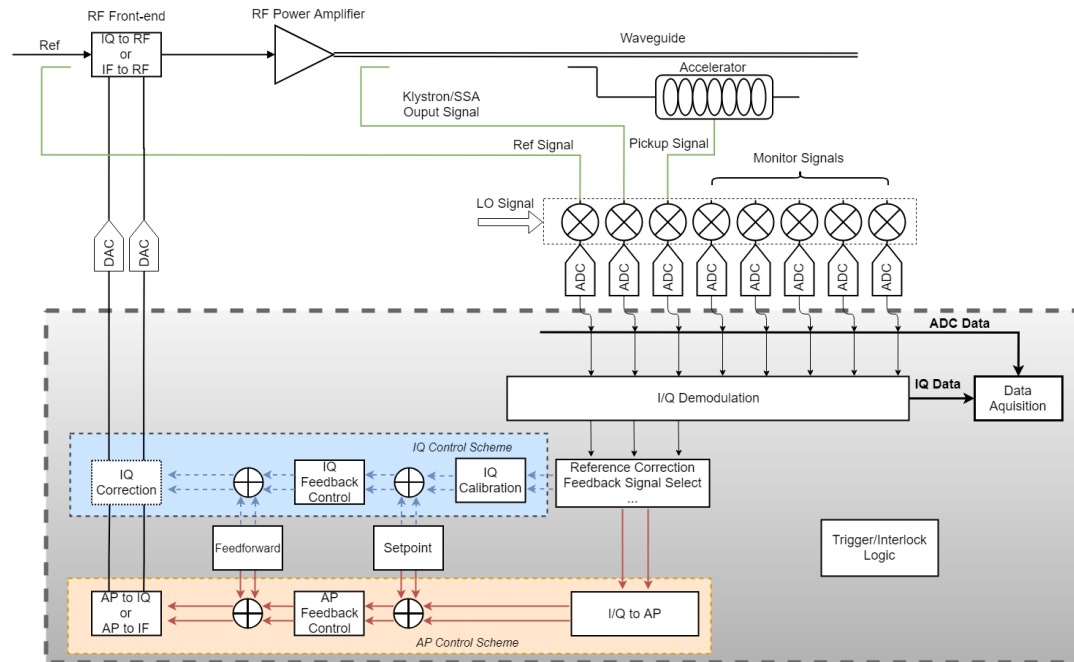 RF Front-end
RF Power Amplifier
Ref
IQ to RF
or
IF to RF
Waveguide
Accelerator
Klystron/SSA
Ouput Signal
Ref Signal
Pickup Signal
Monitor Signals
LO Signal
DAC
DAC
ADC
ADC
ADC
ADC
ADC
ADC
ADC
ADC
ADC Data
I/Q Demodulation
IQ Data
Data
Aquisition
IQ Control Scheme
IQ
Correction
IQ
Feedback
Control
IQ
Calibration
Reference Correction
Feedback Signal Select
...
Feedforward
Setpoint
Trigger/Interlock
Logic
AP to IQ
or
AP to IF
AP
Feedback
Control
I/Q to AP
AP Control Scheme